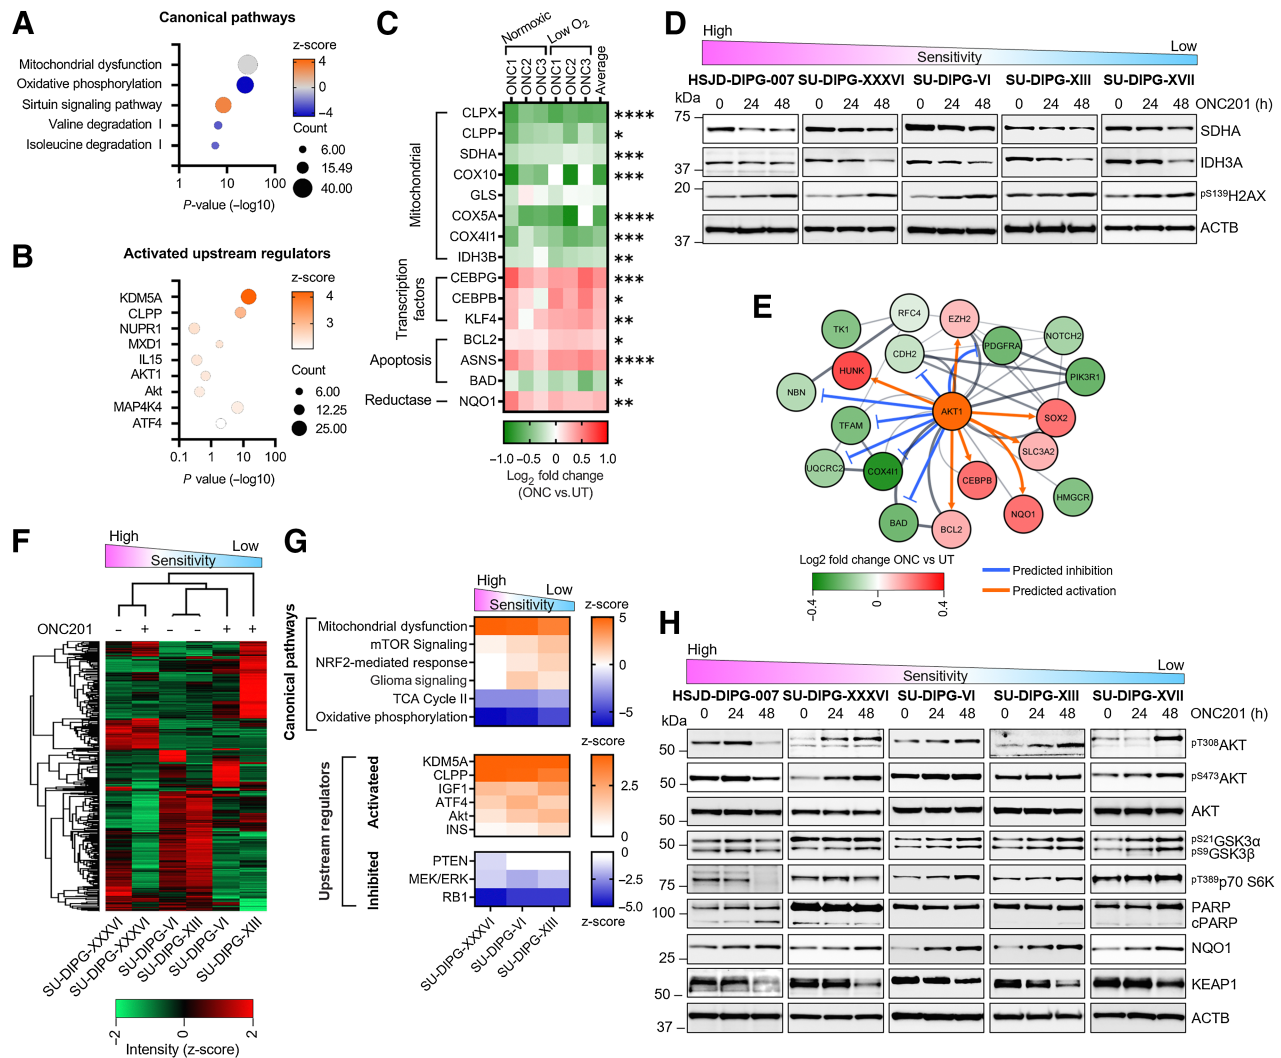 A
Canonical pathways
Mitochondrial dysfunction
Oxidative phosphorylation
Sirtuin signaling pathway
Valine degradation I
Isoleucine degradation I
1
10
100
P-value (−log10)
z-score
4
0
−4
Count
6.00
15.49
40.00
B
Activated upstream regulators
KDM5A
CLPP
NUPR1
MXD1
IL15
AKT1
Akt
MAP4K4
ATF4
0.1
1
10
100
P value (−log10)
z-score
4
3
Count
6.00
12.25
25.00
C
Normoxic
Low O2
ONC1
ONC2
ONC3
ONC1
ONC2
ONC3
Average
Mitochondrial
CLPX ****
CLPP *
SDHA ***
COX10 ***
GLS
COX5A ****
COX4I1 ***
IDH3B **
Transcription factors
CEBPG ***
CEBPB *
KLF4 **
Apoptosis
BCL2 *
ASNS ****
BAD *
Reductase
NQO1 **
−1.0 −0.5 0 0.5 1.0
Log2 fold change
(ONC vs.UT)
D
High
Sensitivity
Low
HSJD-DIPG-007 SU-DIPG-XXXVI SU-DIPG-VI SU-DIPG-XIII SU-DIPG-XVII
kDa
0 24 48 0 24 48 0 24 48 0 24 48 0 24 48 ONC201 (h)
75
SDHA
37
IDH3A
20
pS139H2AX
37
ACTB
E
TK1
RFC4
EZH2
CDH2
PDGFRA
NOTCH2
HUNK
PIK3R1
NBN
AKT1
TFAM
SOX2
SLC3A2
UQCRC2
COX4I1
CEBPB
HMGCR
NQO1
BAD
BCL2
Log2 fold change ONC vs UT
−0.4
0
0.4
Predicted inhibition
Predicted activation
F
High
Sensitivity
Low
ONC201
− + − − + +
SU-DIPG-XXXVI
SU-DIPG-XXXVI
SU-DIPG-VI
SU-DIPG-XIII
SU-DIPG-VI
SU-DIPG-XIII
−2
0
2
Intensity (z-score)
G
High
Sensitivity
Low
Canonical pathways
Mitochondrial dysfunction
mTOR Signaling
NRF2-mediated response
Glioma signaling
TCA Cycle II
Oxidative phosphorylation
z-score
5
0
−5
Upstream regulators
Activateed
KDM5A
CLPP
IGF1
ATF4
Akt
INS
z-score
2.5
0
Inhibited
PTEN
MEK/ERK
RB1
0
−2.5
−5.0
z-score
SU-DIPG-XXXVI
SU-DIPG-VI
SU-DIPG-XIII
H
High
Sensitivity
Low
HSJD-DIPG-007 SU-DIPG-XXXVI SU-DIPG-VI SU-DIPG-XIII SU-DIPG-XVII
kDa
0 24 48 0 24 48 0 24 48 0 24 48 0 24 48 ONC201 (h)
50
pT308AKT
50
pS473AKT
50
AKT
50
pS21GSK3α
pS9GSK3β
75
pT389p70 S6K
100
PARP
cPARP
25
NQO1
50
KEAP1
37
ACTB